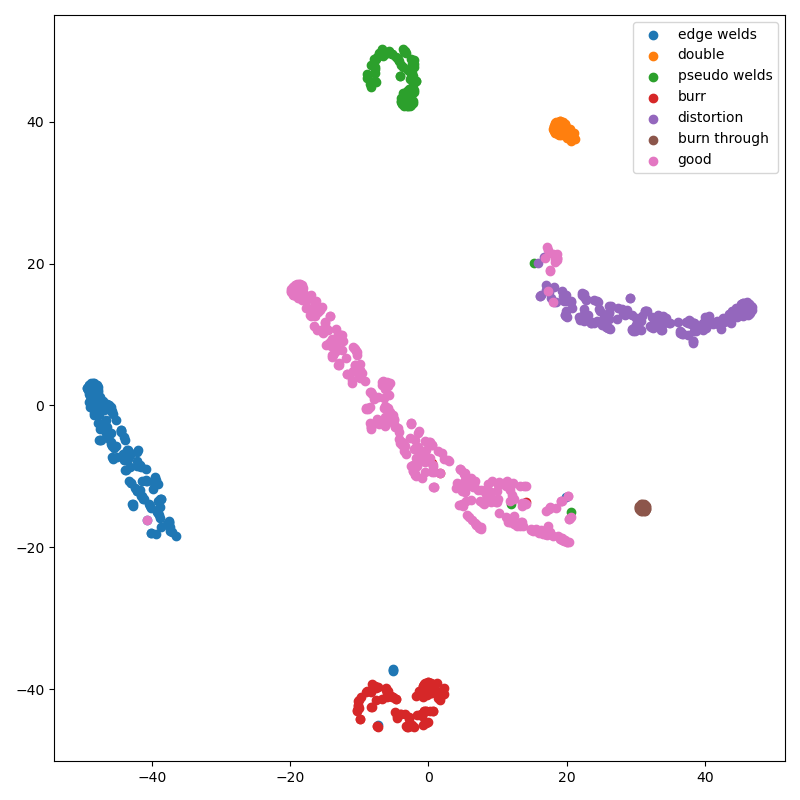 edge welds
double
pseudo welds
burr
distortion
burn through
good
40
20
0
−20
−40
−40
−20
0
20
40